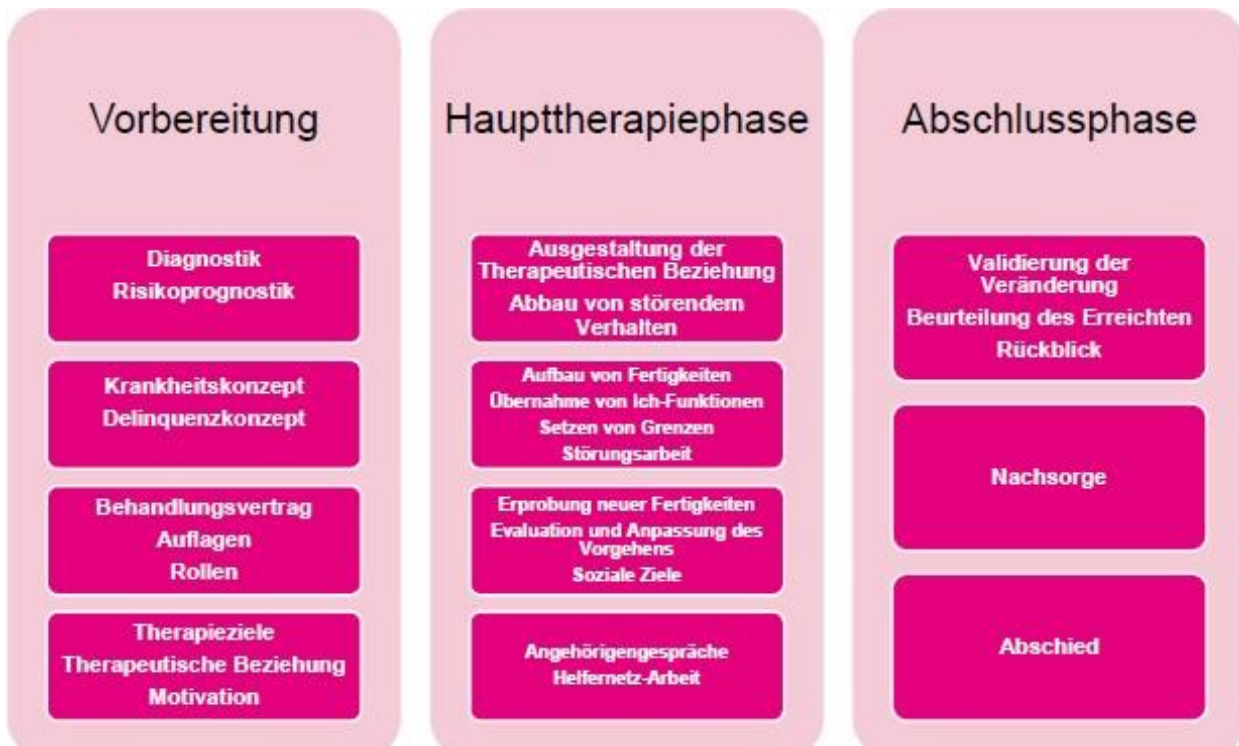 Vorbereitung
Diagnostik
Risikoprognostik
Krankheitskonzept
Delinquenzkonzept
Behandlungsvertrag
Auflagen
Rollen
Therapieziele
Therapeutische Beziehung
Motivation
Haupttherapiephase
Ausgestaltung der
Therapeutischen Beziehung
Abbau von störendem
Verhalten
Aufbau von Fertigkeiten
Übernahme von Ich-Funktionen
Setzen von Grenzen
Störungsarbeit
Erprobung neuer Fertigkeiten
Evaluation und Anpassung des
Vorgehens
Soziale Ziele
Angehörigengespräche
Helfernetz-Arbeit
Abschlussphase
Validierung der
Veränderung
Beurteilung des Erreichten
Rückblick
Nachsorge
Abschied